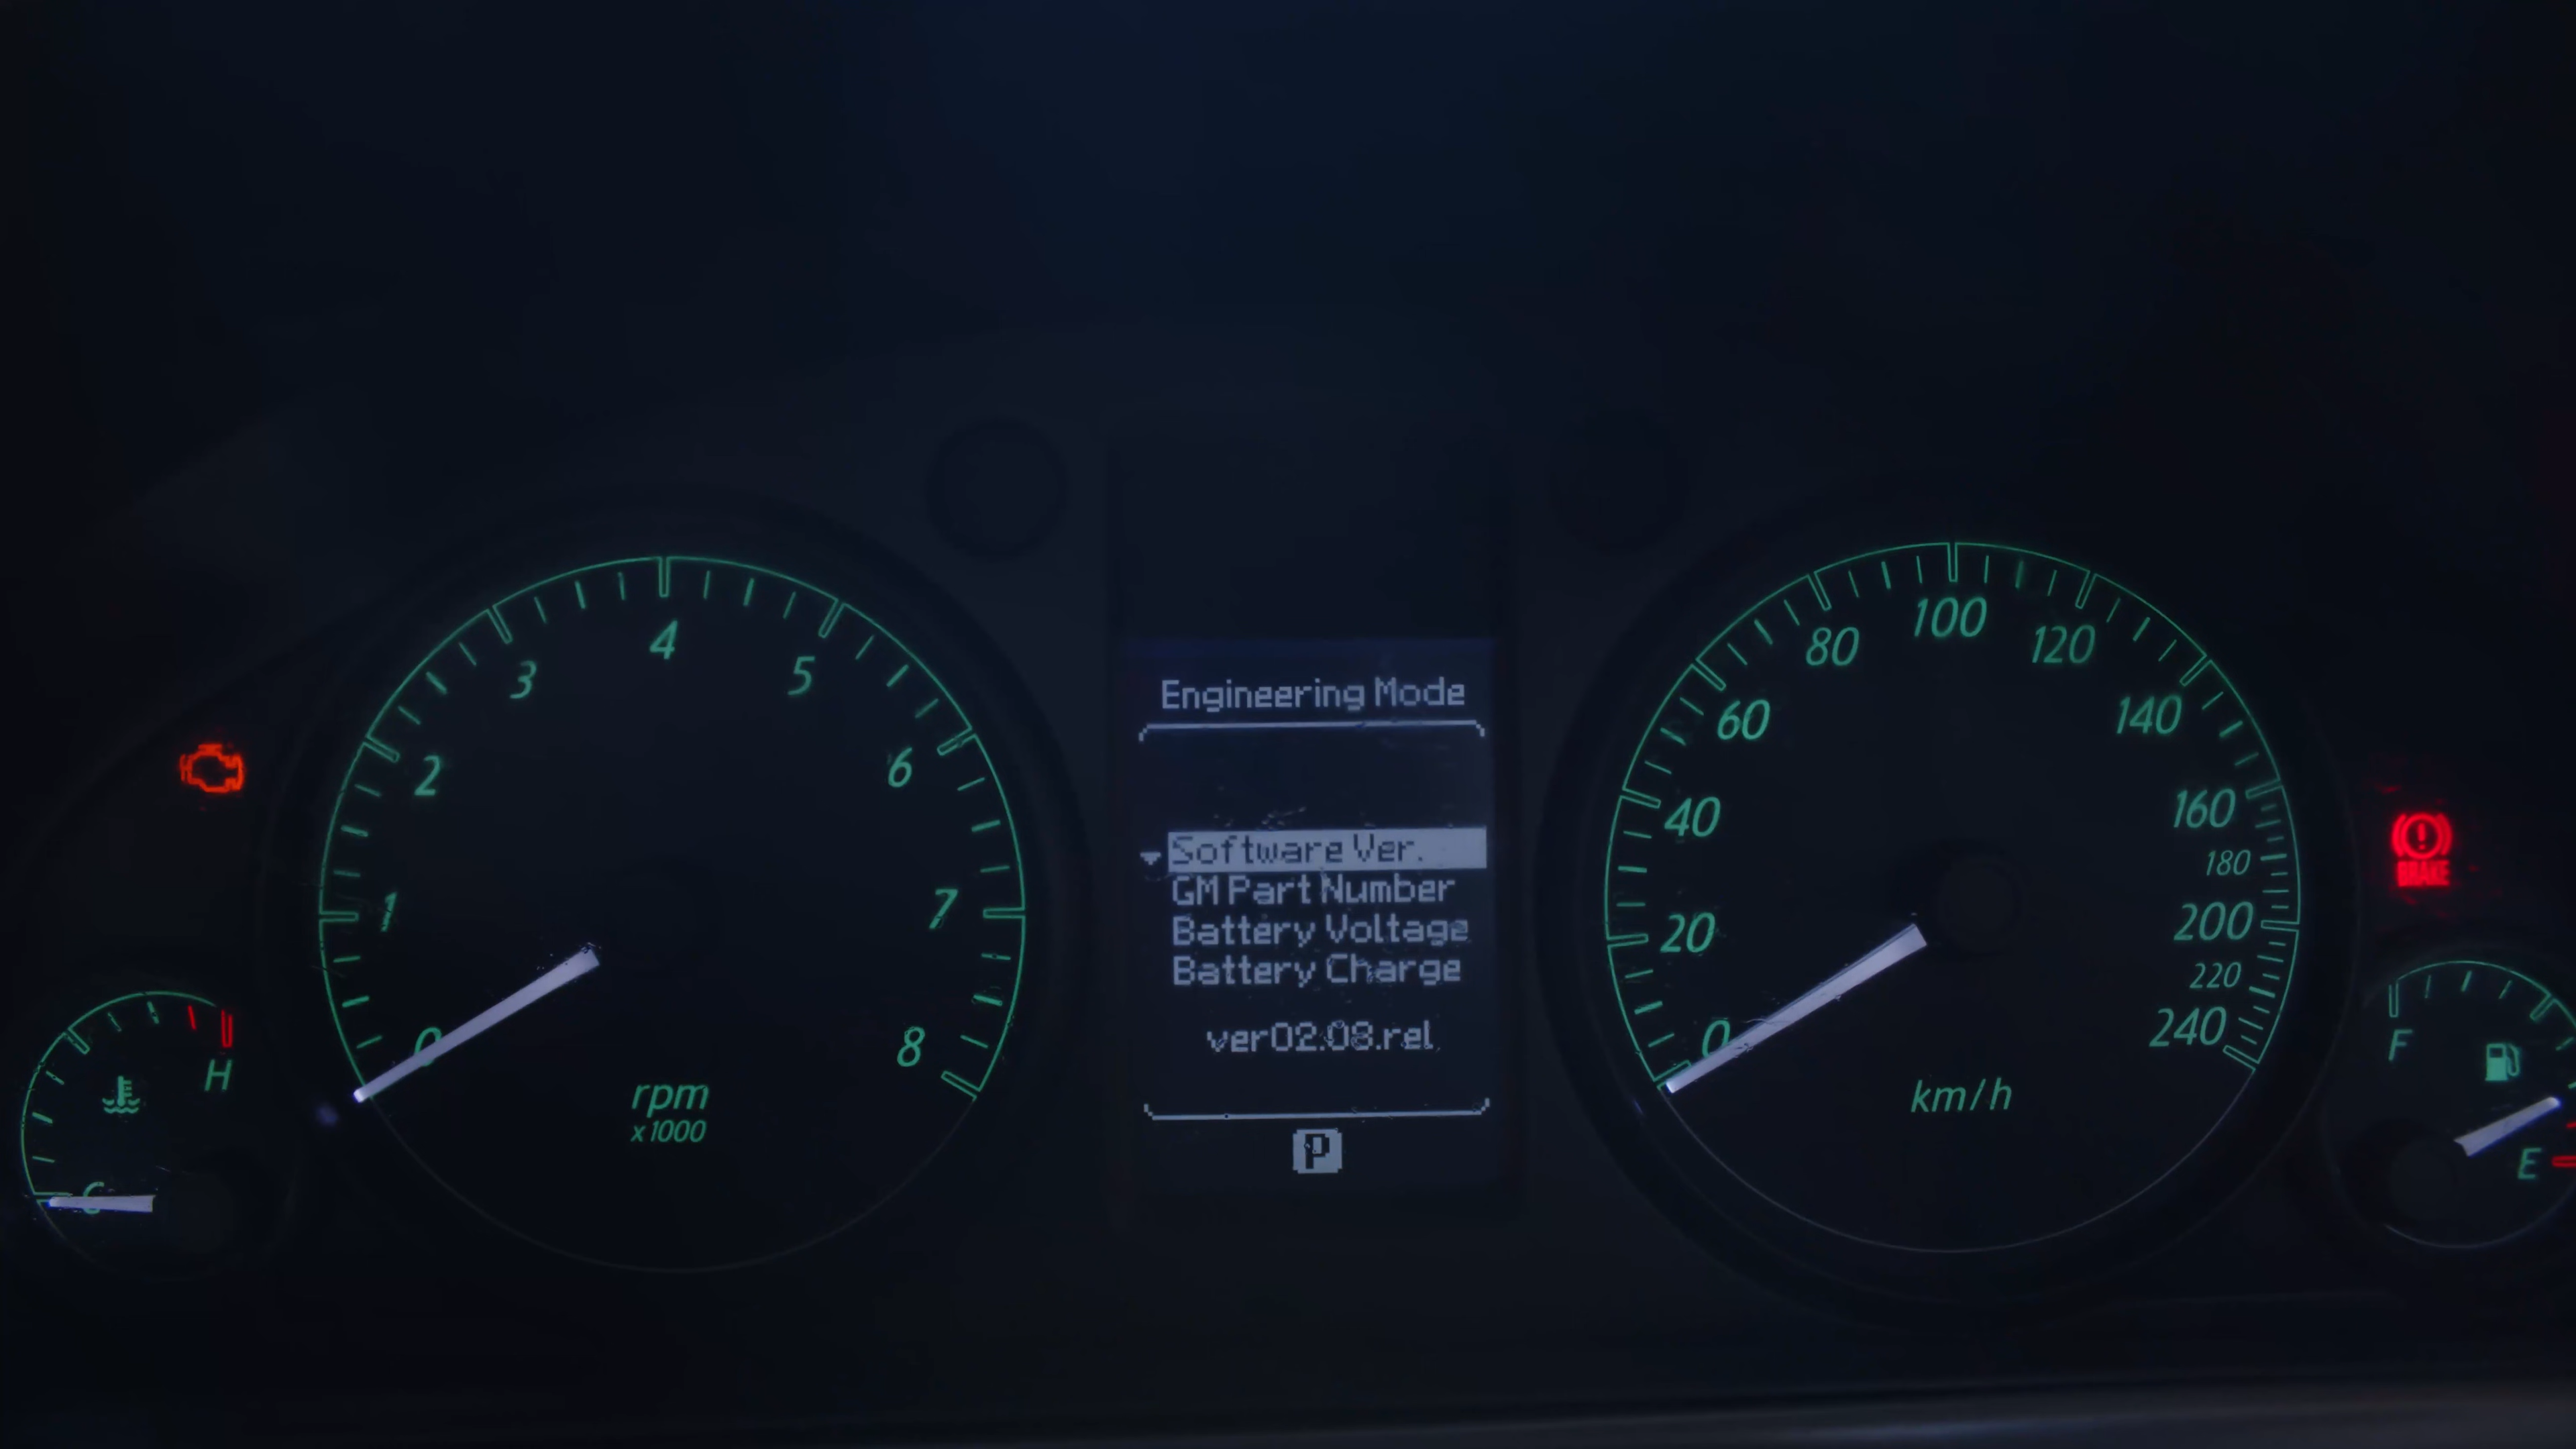 Engineering Mode
Software Ver.
GM Part Number
Battery Voltage
Battery Charge
ver02.08.rel
P
0
1
2
3
4
5
6
7
8
rpm
x1000
0
20
40
60
80
100
120
140
160
180
200
220
240
km/h
H
C
F
E
BRAKE